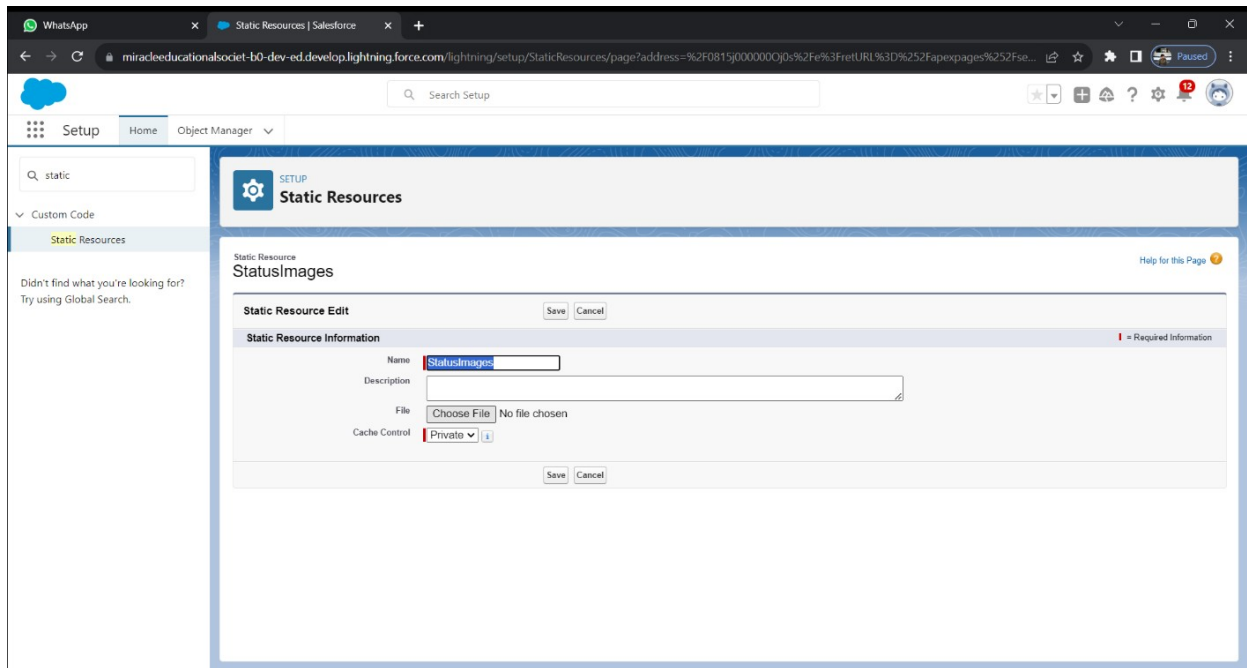 WhatsApp
Static Resources | Salesforce
miracleeducationalsociet-b0-dev-ed.develop.lightning.force.com/lightning/setup/StaticResources/page?address=%2F0815j000000Oj0s%2Fe%3FretURL%3D%252Fapexpages%252Fse...
Paused
Search Setup
12
Setup Home Object Manager
static
Custom Code
Static Resources
Didn't find what you're looking for?
Try using Global Search.
SETUP
Static Resources
Static Resource
StatusImages
Help for this Page
Static Resource Edit Save Cancel
Static Resource Information = Required Information
Name StatusImages
Description
File Choose File No file chosen
Cache Control Private i
Save Cancel